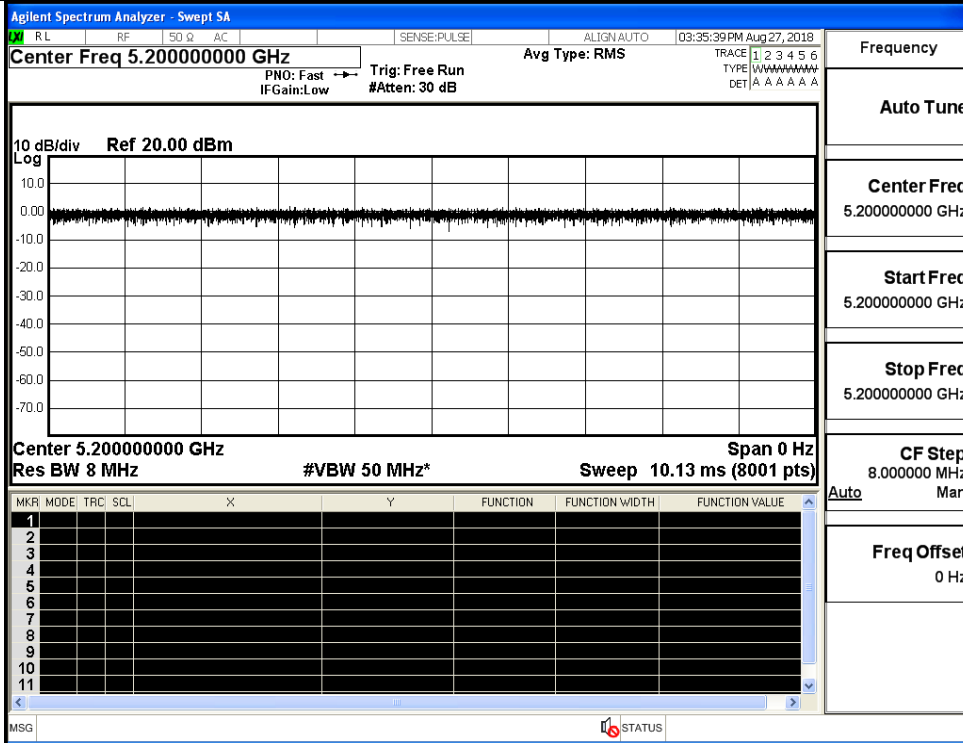 Agilent Spectrum Analyzer - Swept SA
LXI RL RF 50 Ω AC SENSE:PULSE ALIGN AUTO 03:35:39 PM Aug 27, 2018
Center Freq 5.200000000 GHz
PNO: Fast
IFGain:Low
Trig: Free Run
#Atten: 30 dB
Avg Type: RMS
TRACE 1 2 3 4 5 6
TYPE WWWWWW
DET A A A A A A
10 dB/div Ref 20.00 dBm
Log
10.0
0.00
-10.0
-20.0
-30.0
-40.0
-50.0
-60.0
-70.0
Center 5.200000000 GHz Span 0 Hz
Res BW 8 MHz #VBW 50 MHz* Sweep 10.13 ms (8001 pts)
MKR MODE TRC SCL X Y FUNCTION FUNCTION WIDTH FUNCTION VALUE
1
2
3
4
5
6
7
8
9
10
11
MSG STATUS
Frequency
Auto Tune
Center Freq
5.200000000 GHz
Start Freq
5.200000000 GHz
Stop Freq
5.200000000 GHz
CF Step
8.000000 MHz
Auto Man
Freq Offset
0 Hz